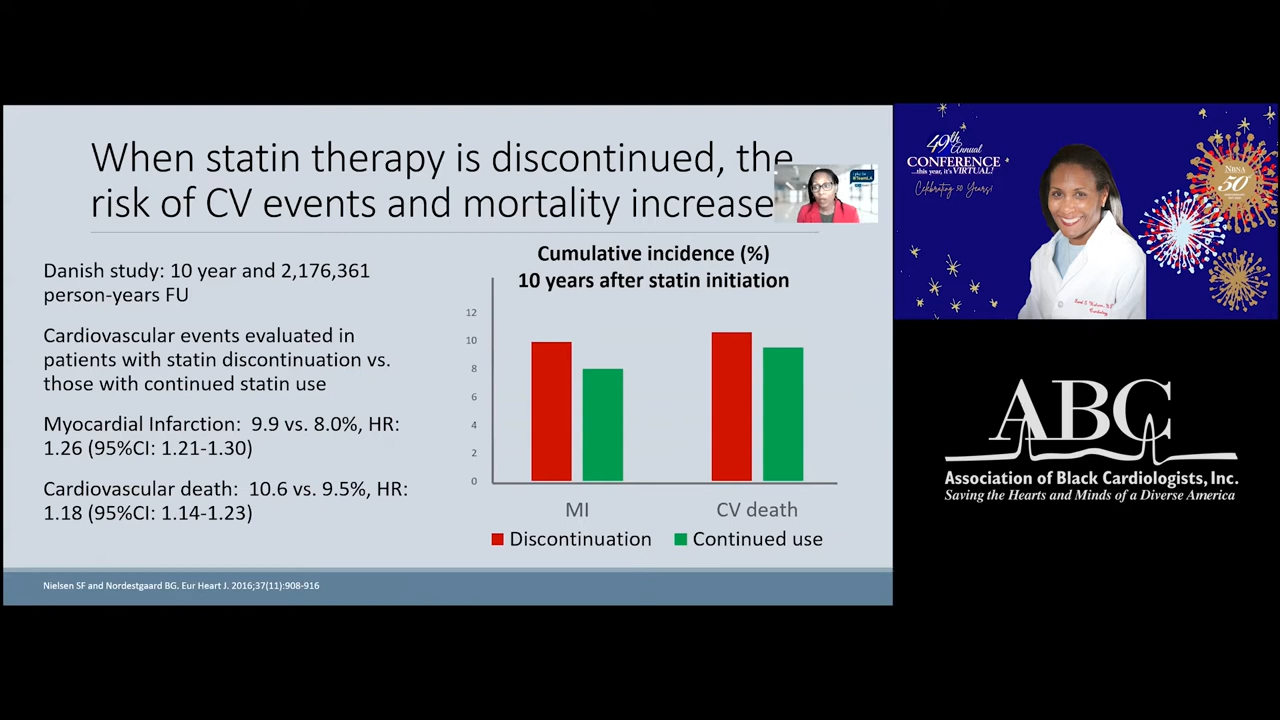 When statin therapy is discontinued, the
risk of CV events and mortality increase
Danish study: 10 year and 2,176,361
person-years FU
Cardiovascular events evaluated in
patients with statin discontinuation vs.
those with continued statin use
Myocardial Infarction: 9.9 vs. 8.0%, HR:
1.26 (95%CI: 1.21-1.30)
Cardiovascular death: 10.6 vs. 9.5%, HR:
1.18 (95%CI: 1.14-1.23)
Cumulative incidence (%)
10 years after statin initiation
12
10
8
6
4
2
0
MI
CV death
Discontinuation
Continued use
Nielsen SF and Nordestgaard BG. Eur Heart J. 2016;37(11):908-916
49th
Annual
CONFERENCE
...this year, it's VIRTUAL!
Celebrating 50 Years!
NBNA
50
ABC
Association of Black Cardiologists, Inc.
Saving the Hearts and Minds of a Diverse America